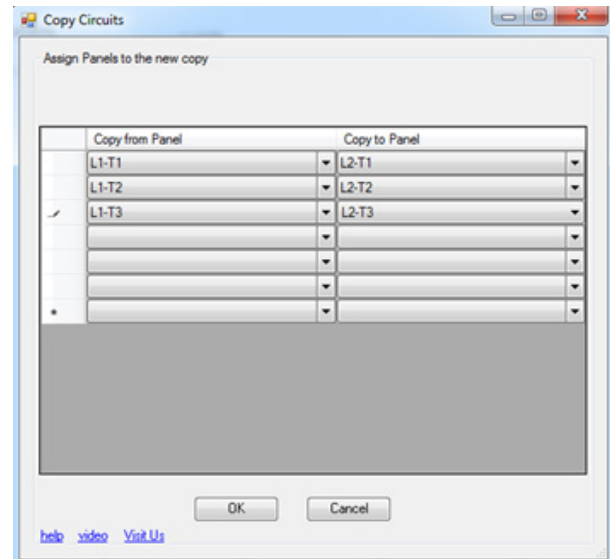 Copy Circuits
Assign Panels to the new copy
Copy from Panel Copy to Panel
L1-T1 L2-T1
L1-T2 L2-T2
L1-T3 L2-T3
OK Cancel
help video Visit Us